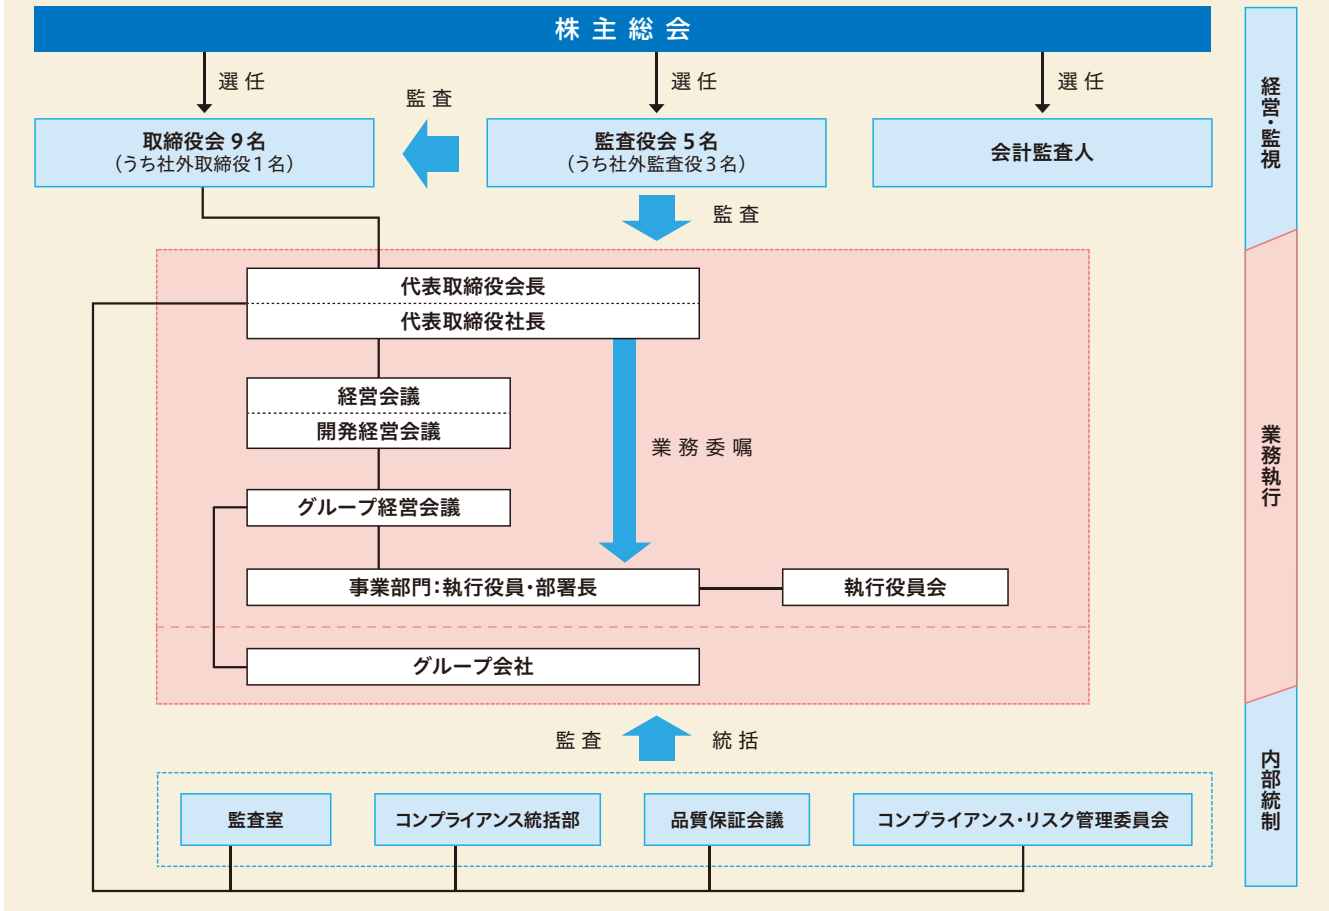 株主総会
選任
選任
選任
監査
取締役会 9名
（うち社外取締役1名）
監査役会 5名
（うち社外監査役3名）
会計監査人
監査
代表取締役会長
代表取締役社長
経営会議
開発経営会議
業務委嘱
グループ経営会議
事業部門：執行役員・部署長
執行役員会
グループ会社
監査
統括
監査室
コンプライアンス統括部
品質保証会議
コンプライアンス・リスク管理委員会
経営・監視
業務執行
内部統制